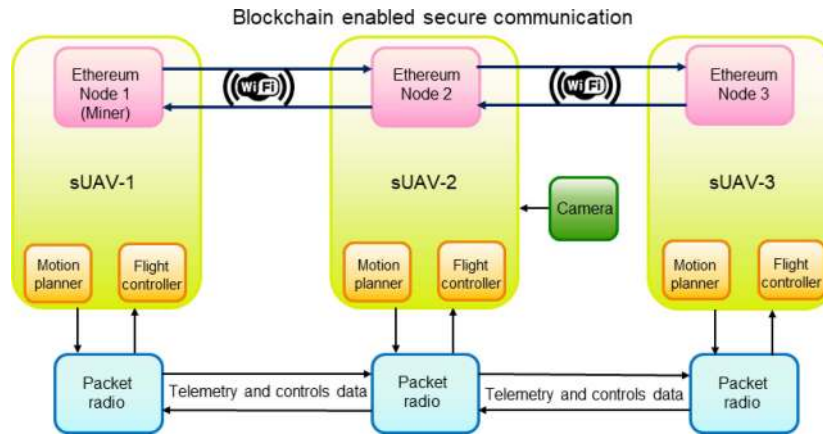 Blockchain enabled secure communication
Ethereum
Node 1
(Miner)
WiFi
Ethereum
Node 2
WiFi
Ethereum
Node 3
sUAV-1
sUAV-2
sUAV-3
Camera
Motion
planner
Flight
controller
Motion
planner
Flight
controller
Motion
planner
Flight
controller
Packet
radio
Telemetry and controls data
Packet
radio
Telemetry and controls data
Packet
radio